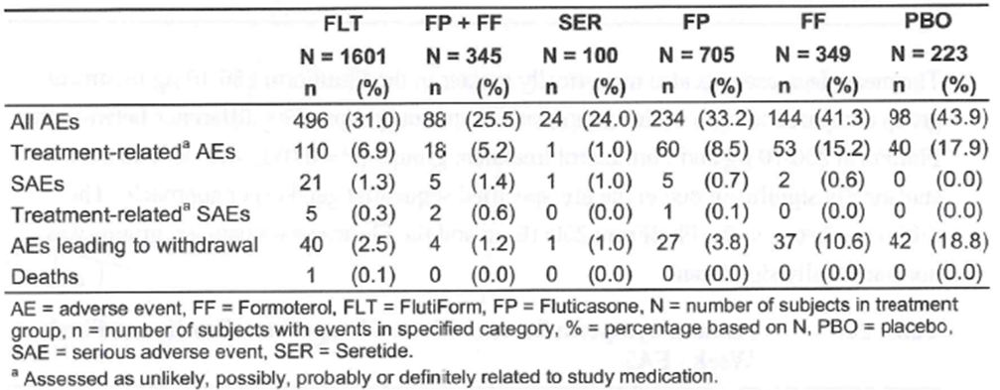 FLT FP + FF SER FP FF PBO
N = 1601 N = 345 N = 100 N = 705 N = 349 N = 223
n (%) n (%) n (%) n (%) n (%) n (%)
All AEs 496 (31.0) 88 (25.5) 24 (24.0) 234 (33.2) 144 (41.3) 98 (43.9)
Treatment-relatedᵃ AEs 110 (6.9) 18 (5.2) 1 (1.0) 60 (8.5) 53 (15.2) 40 (17.9)
SAEs 21 (1.3) 5 (1.4) 1 (1.0) 5 (0.7) 2 (0.6) 0 (0.0)
Treatment-relatedᵃ SAEs 5 (0.3) 2 (0.6) 0 (0.0) 1 (0.1) 0 (0.0) 0 (0.0)
AEs leading to withdrawal 40 (2.5) 4 (1.2) 1 (1.0) 27 (3.8) 37 (10.6) 42 (18.8)
Deaths 1 (0.1) 0 (0.0) 0 (0.0) 0 (0.0) 0 (0.0) 0 (0.0)
AE = adverse event, FF = Formoterol, FLT = FlutiForm, FP = Fluticasone, N = number of subjects in treatment
group, n = number of subjects with events in specified category, % = percentage based on N, PBO = placebo,
SAE = serious adverse event, SER = Seretide.
ᵃ Assessed as unlikely, possibly, probably or definitely related to study medication.